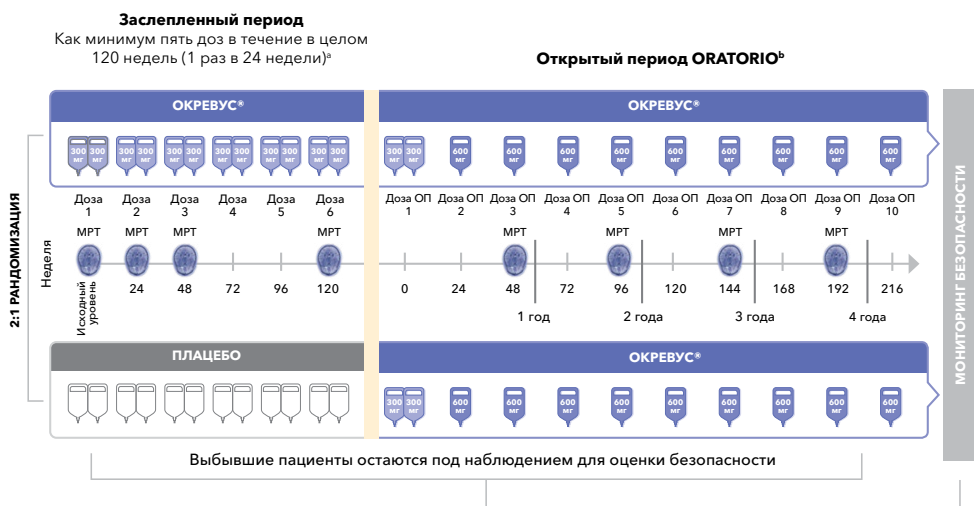 Заслепленный период
Как минимум пять доз в течение в целом
120 недель (1 раз в 24 недели)ᵃ
Открытый период ORATORIOᵇ
ОКРЕВУС®
ОКРЕВУС®
300 мг 300 мг 300 мг 300 мг 300 мг 300 мг 300 мг 300 мг 300 мг 300 мг 300 мг 300 мг
300 мг 300 мг 600 мг 600 мг 600 мг 600 мг 600 мг 600 мг 600 мг 600 мг 600 мг
2:1 РАНДОМИЗАЦИЯ
Доза 1 Доза 2 Доза 3 Доза 4 Доза 5 Доза 6
Доза ОП 1 Доза ОП 2 Доза ОП 3 Доза ОП 4 Доза ОП 5 Доза ОП 6 Доза ОП 7 Доза ОП 8 Доза ОП 9 Доза ОП 10
МРТ МРТ МРТ МРТ МРТ МРТ МРТ МРТ
Неделя
Исходный уровень
24 48 72 96 120
0 24 48 72 96 120 144 168 192 216
1 год 2 года 3 года 4 года
ПЛАЦЕБО
ОКРЕВУС®
300 мг 300 мг 600 мг 600 мг 600 мг 600 мг 600 мг 600 мг 600 мг 600 мг 600 мг
Выбывшие пациенты остаются под наблюдением для оценки безопасности
МОНИТОРИНГ БЕЗОПАСНОСТИ